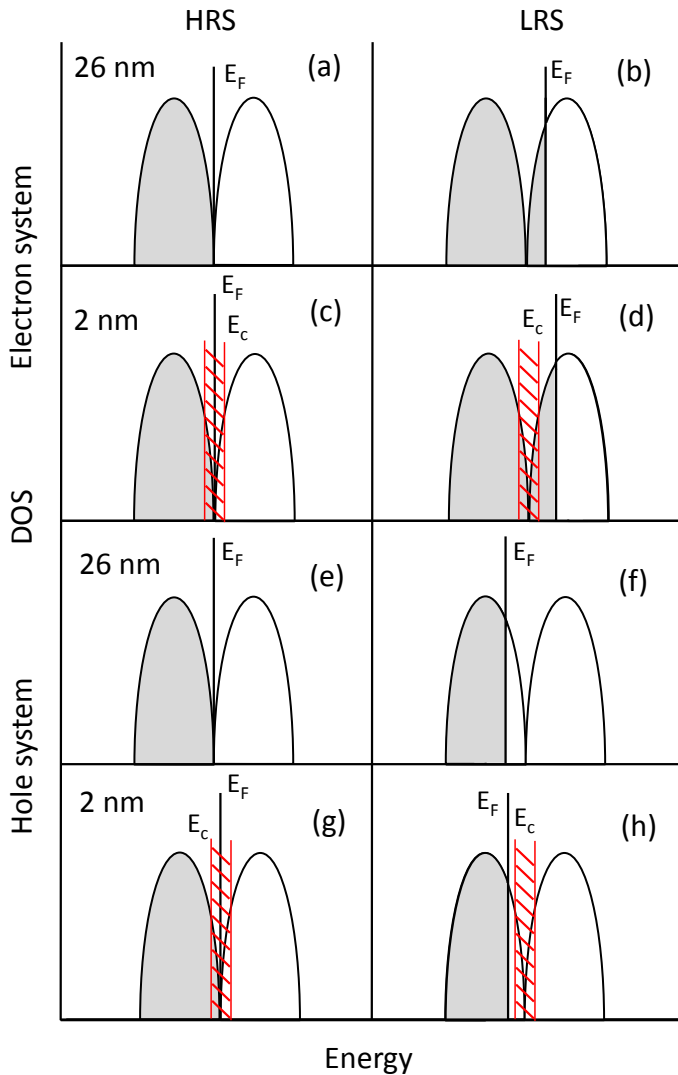 HRS
LRS
26 nm
E_F
(a)
E_F
(b)
Electron system
2 nm
E_F
E_c
(c)
E_c
E_F
(d)
DOS
26 nm
E_F
(e)
E_F
(f)
Hole system
2 nm
E_c
E_F
(g)
E_F
E_c
(h)
Energy